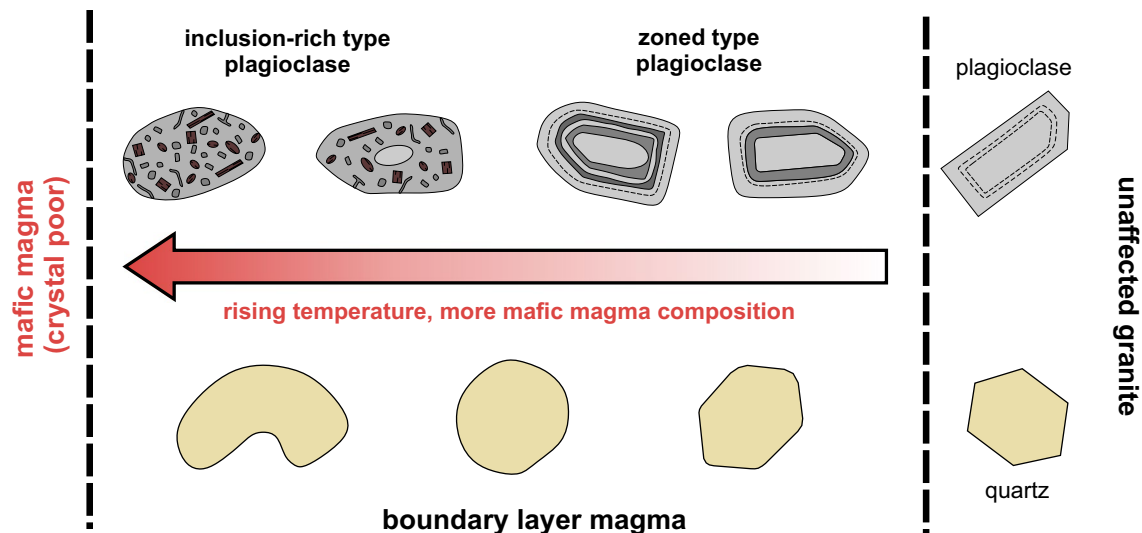 inclusion-rich type
plagioclase
zoned type
plagioclase
plagioclase
mafic magma
(crystal poor)
unaffected granite
rising temperature, more mafic magma composition
quartz
boundary layer magma